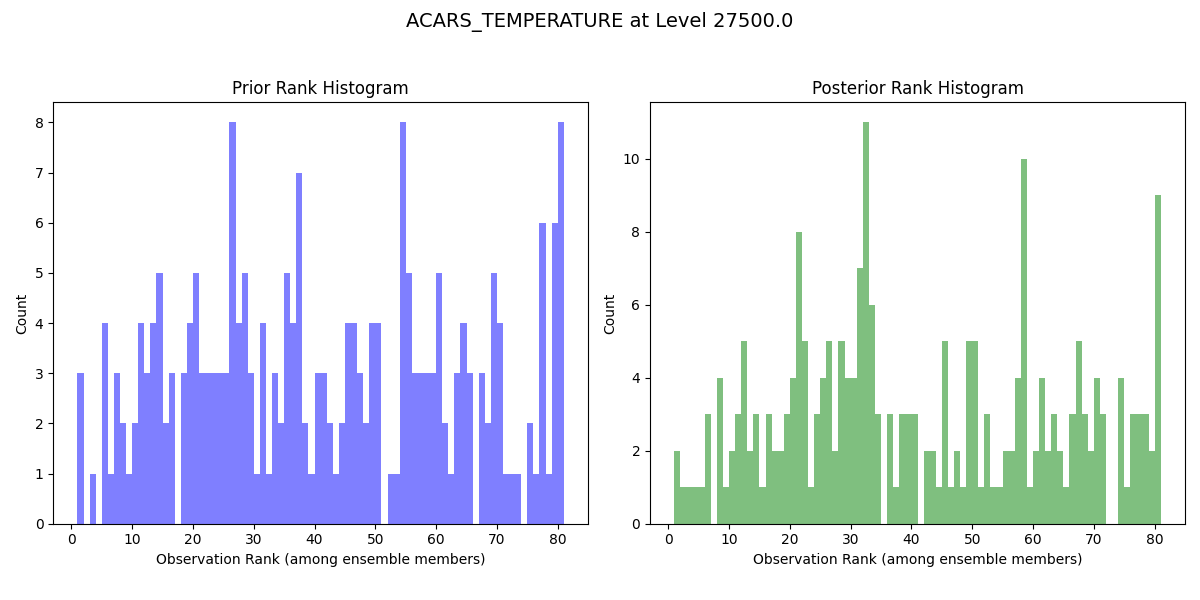 ACARS_TEMPERATURE at Level 27500.0
Prior Rank Histogram
Count
8
7
6
5
4
3
2
1
0
0 10 20 30 40 50 60 70 80
Observation Rank (among ensemble members)
Posterior Rank Histogram
Count
10
8
6
4
2
0
0 10 20 30 40 50 60 70 80
Observation Rank (among ensemble members)